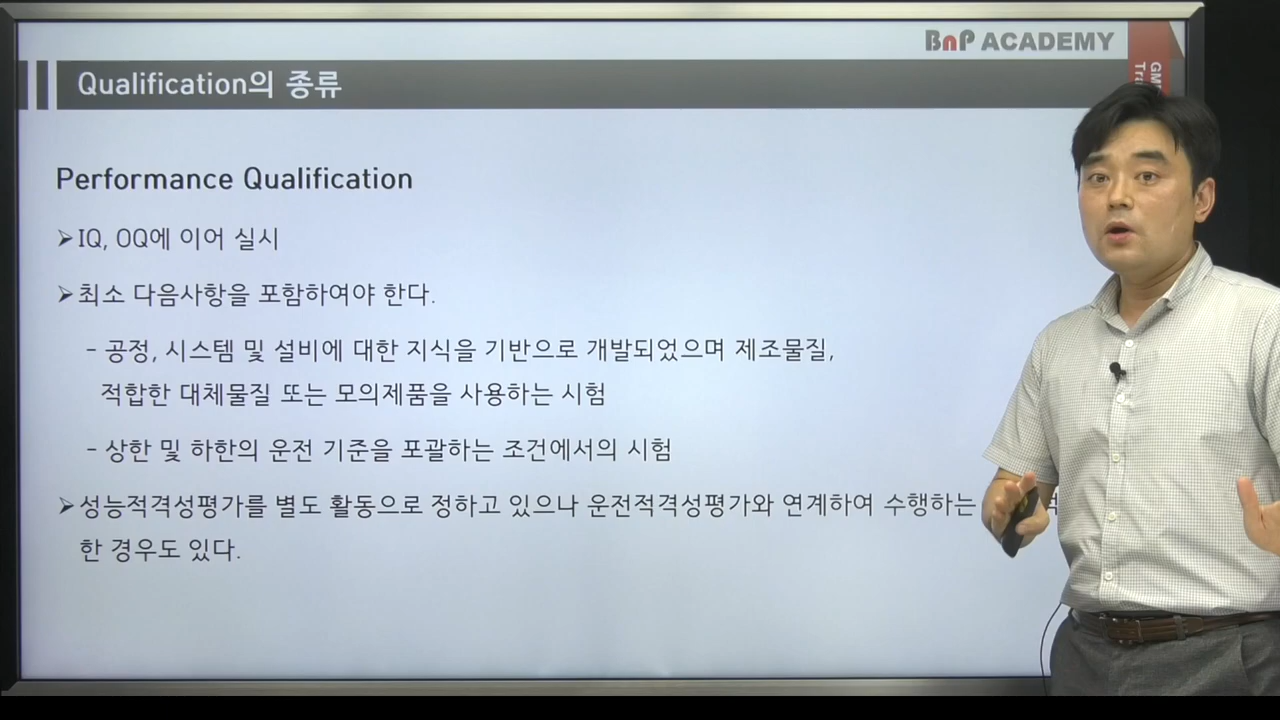 BnP ACADEMY
Qualification의 종류
Performance Qualification
➤IQ, OQ에 이어 실시
➤최소 다음사항을 포함하여야 한다.
- 공정, 시스템 및 설비에 대한 지식을 기반으로 개발되었으며 제조물질,
적합한 대체물질 또는 모의제품을 사용하는 시험
- 상한 및 하한의 운전 기준을 포괄하는 조건에서의 시험
➤성능적격성평가를 별도 활동으로 정하고 있으나 운전적격성평가와 연계하여 수행하는
한 경우도 있다.